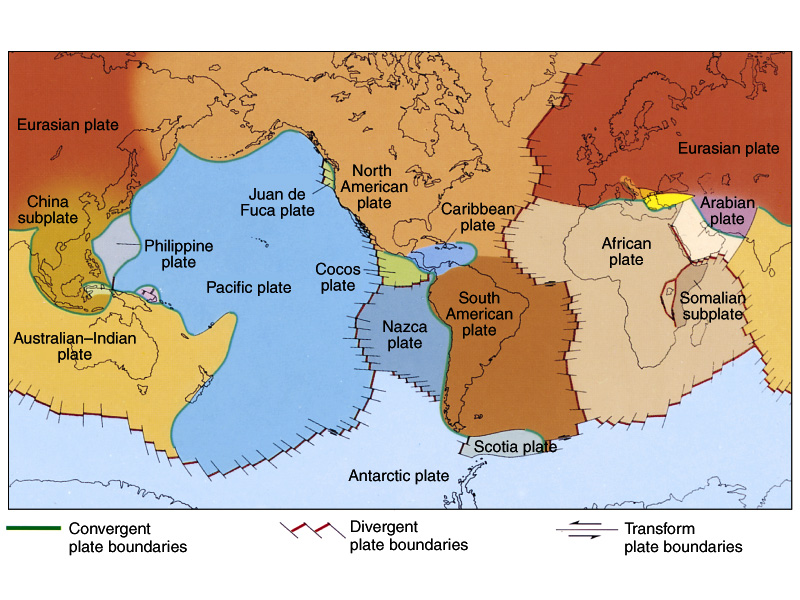 Eurasian plate
Eurasian plate
China
subplate
Philippine
plate
Juan de
Fuca plate
North
American
plate
Caribbean
plate
Arabian
plate
African
plate
Cocos
plate
Pacific plate
Somalian
subplate
South
American
plate
Nazca
plate
Australian–Indian
plate
Scotia plate
Antarctic plate
Convergent
plate boundaries
Divergent
plate boundaries
Transform
plate boundaries